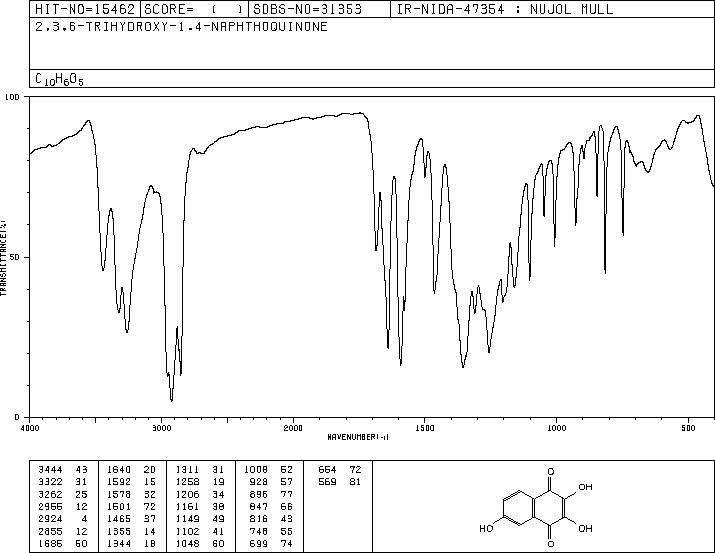 HIT-NO=15462 SCORE= ( ) SDBS-NO=31353 IR-NIDA-47354 : NUJOL MULL
2,3,6-TRIHYDROXY-1,4-NAPHTHOQUINONE
C10H6O5
100
50
0
TRANSMITTANCE(%)
4000 3000 2000 1500 1000 500
WAVENUMBER(-1)
3444 43 1640 20 1311 31 1008 52 664 72
3322 31 1592 15 1258 19 928 57 569 81
3262 25 1578 32 1206 34 896 77
2955 12 1501 72 1161 38 847 66
2924 4 1465 37 1149 49 816 43
2855 12 1355 14 1102 41 748 55
1686 50 1344 18 1048 60 699 74
O
OH
HO
OH
O